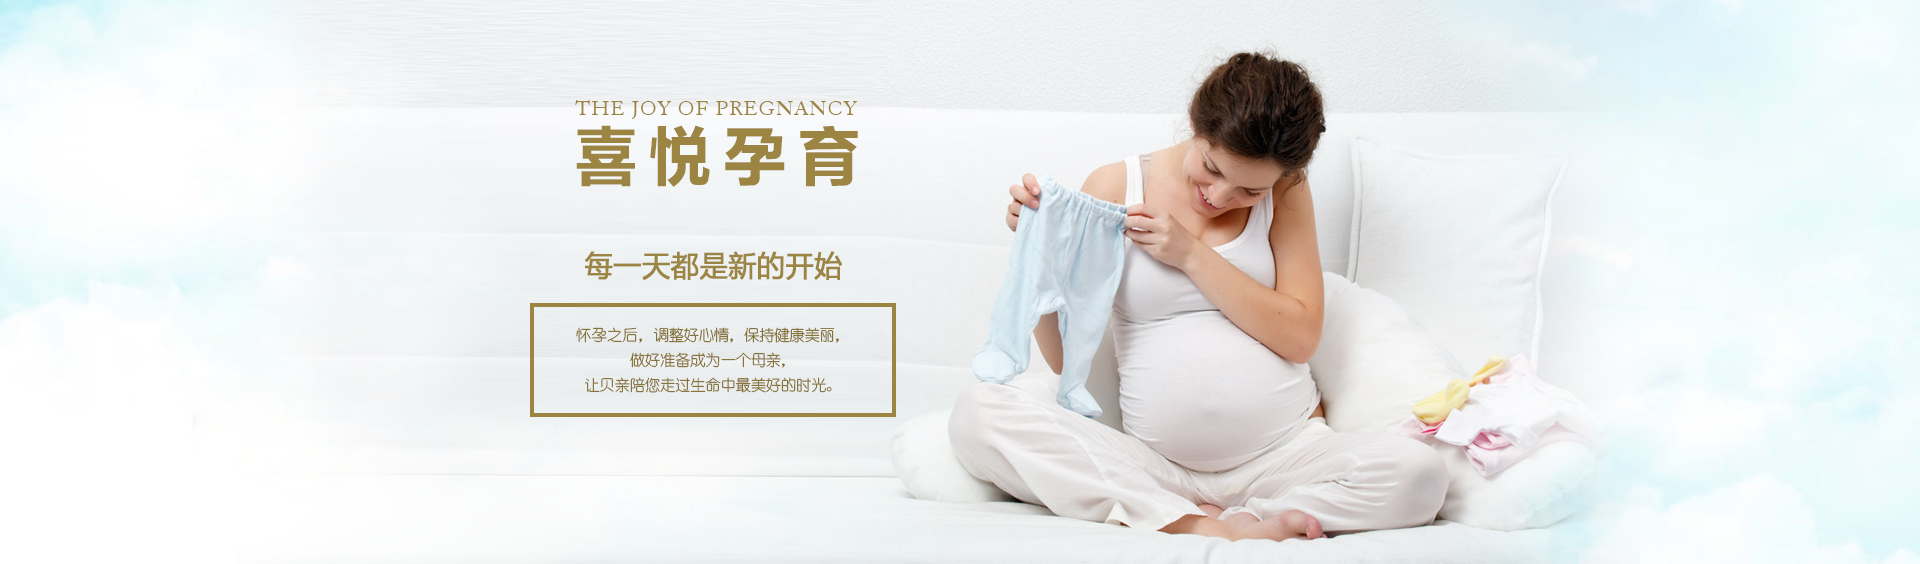 THE JOY OF PREGNANCY
喜悦孕育
每一天都是新的开始
怀孕之后，调整好心情，保持健康美丽，
做好准备成为一个母亲，
让贝亲陪您走过生命中最美好的时光。